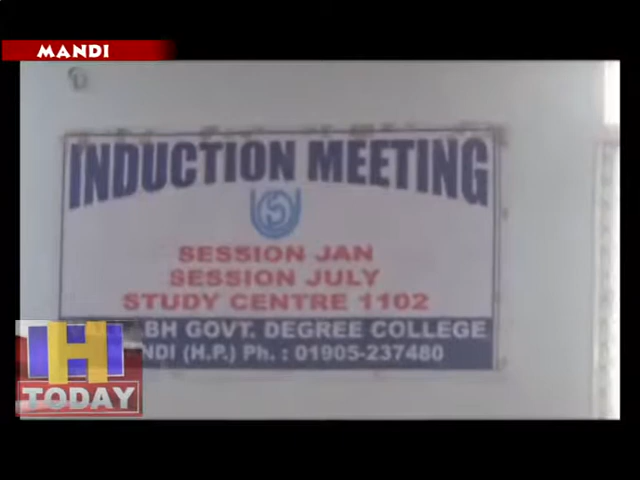 MANDI
INDUCTION MEETING
SESSION JAN
SESSION JULY
STUDY CENTRE 1102
BH GOVT. DEGREE COLLEGE
NDI (H.P.) Ph. : 01905-237480
H
TODAY